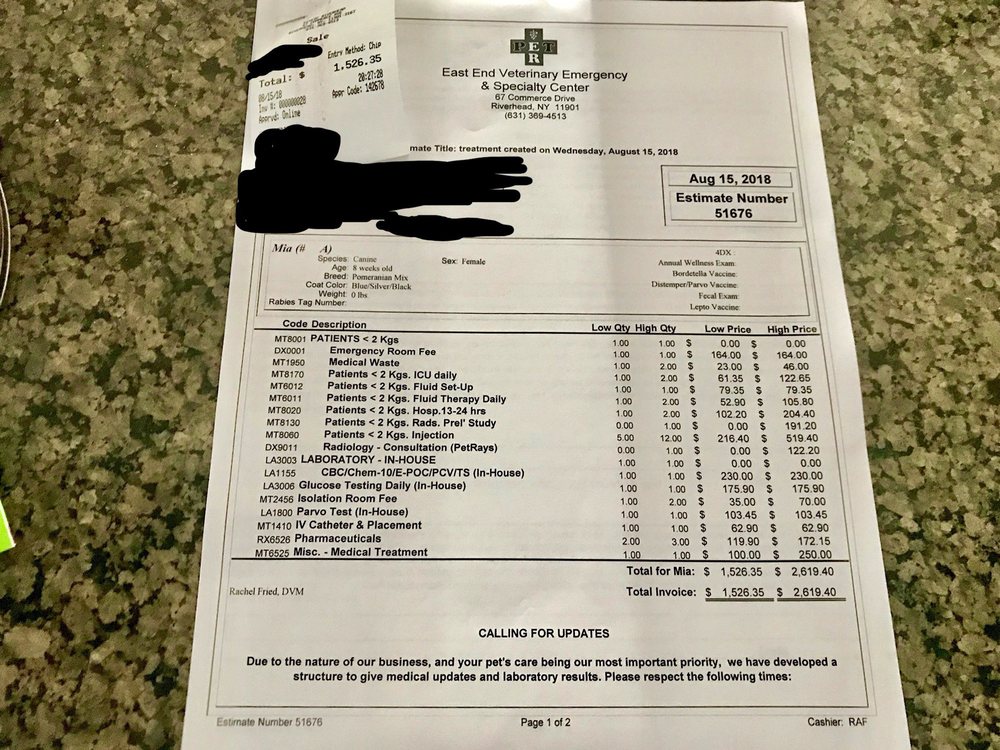 Sale
Entry Method: Chip
Total: $ 1,526.35
08/15/18 20:27:20
Inv #: 000000020 Appr Code: 142678
Apprvd: Online
PET
ER
East End Veterinary Emergency
& Specialty Center
67 Commerce Drive
Riverhead, NY 11901
(631) 369-4513
mate Title: treatment created on Wednesday, August 15, 2018
Aug 15, 2018
Estimate Number
51676
Mia (# A)
Species: Canine Sex: Female
Age: 8 weeks old
Breed: Pomeranian Mix
Coat Color: Blue/Silver/Black
Weight: 0 lbs
Rabies Tag Number:
4DX:
Annual Wellness Exam:
Bordetella Vaccine:
Distemper/Parvo Vaccine:
Fecal Exam:
Lepto Vaccine:
Code Description Low Qty High Qty Low Price High Price
MT8001 PATIENTS < 2 Kgs 1.00 1.00 $ 0.00 $ 0.00
DX0001 Emergency Room Fee 1.00 1.00 $ 164.00 $ 164.00
MT1950 Medical Waste 1.00 2.00 $ 23.00 $ 46.00
MT8170 Patients < 2 Kgs. ICU daily 1.00 2.00 $ 61.35 $ 122.65
MT6012 Patients < 2 Kgs. Fluid Set-Up 1.00 1.00 $ 79.35 $ 79.35
MT6011 Patients < 2 Kgs. Fluid Therapy Daily 1.00 2.00 $ 52.90 $ 105.80
MT8020 Patients < 2 Kgs. Hosp.13-24 hrs 1.00 2.00 $ 102.20 $ 204.40
MT8130 Patients < 2 Kgs. Rads. Prel' Study 0.00 1.00 $ 0.00 $ 191.20
MT8060 Patients < 2 Kgs. Injection 5.00 12.00 $ 216.40 $ 519.40
DX9011 Radiology - Consultation (PetRays) 0.00 1.00 $ 0.00 $ 122.20
LA3003 LABORATORY - IN-HOUSE 1.00 1.00 $ 0.00 $ 0.00
LA1155 CBC/Chem-10/E-POC/PCV/TS (In-House) 1.00 1.00 $ 230.00 $ 230.00
LA3006 Glucose Testing Daily (In-House) 1.00 1.00 $ 175.90 $ 175.90
MT2456 Isolation Room Fee 1.00 2.00 $ 35.00 $ 70.00
LA1800 Parvo Test (In-House) 1.00 1.00 $ 103.45 $ 103.45
MT1410 IV Catheter & Placement 1.00 1.00 $ 62.90 $ 62.90
RX6526 Pharmaceuticals 2.00 3.00 $ 119.90 $ 172.15
MT6525 Misc. - Medical Treatment 1.00 1.00 $ 100.00 $ 250.00
Total for Mia: $ 1,526.35 $ 2,619.40
Rachel Fried, DVM Total Invoice: $ 1,526.35 $ 2,619.40
CALLING FOR UPDATES
Due to the nature of our business, and your pet's care being our most important priority, we have developed a
structure to give medical updates and laboratory results. Please respect the following times:
Estimate Number 51676 Page 1 of 2 Cashier: RAF